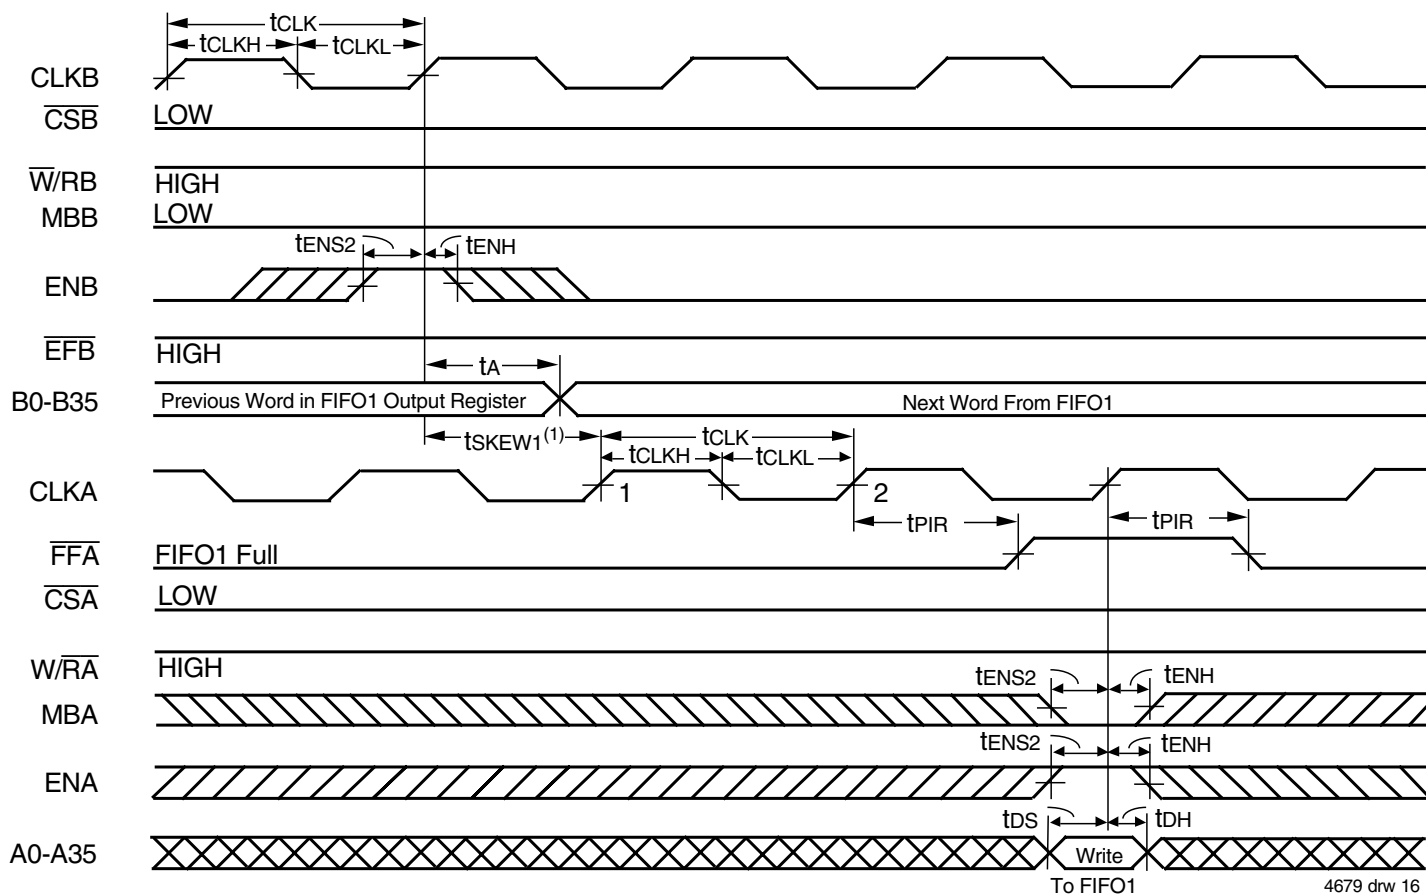 tCLK
tCLKH tCLKL
CLKB
CSB LOW
W/RB HIGH
MBB LOW
tENS2 tENH
ENB
EFB HIGH
tA
B0-B35 Previous Word in FIFO1 Output Register Next Word From FIFO1
tSKEW1(1) tCLK
tCLKH tCLKL
CLKA 1 2
tPIR tPIR
FFA FIFO1 Full
CSA LOW
W/RA HIGH
tENS2 tENH
MBA
tENS2 tENH
ENA
tDS tDH
A0-A35 Write
To FIFO1
4679 drw 16